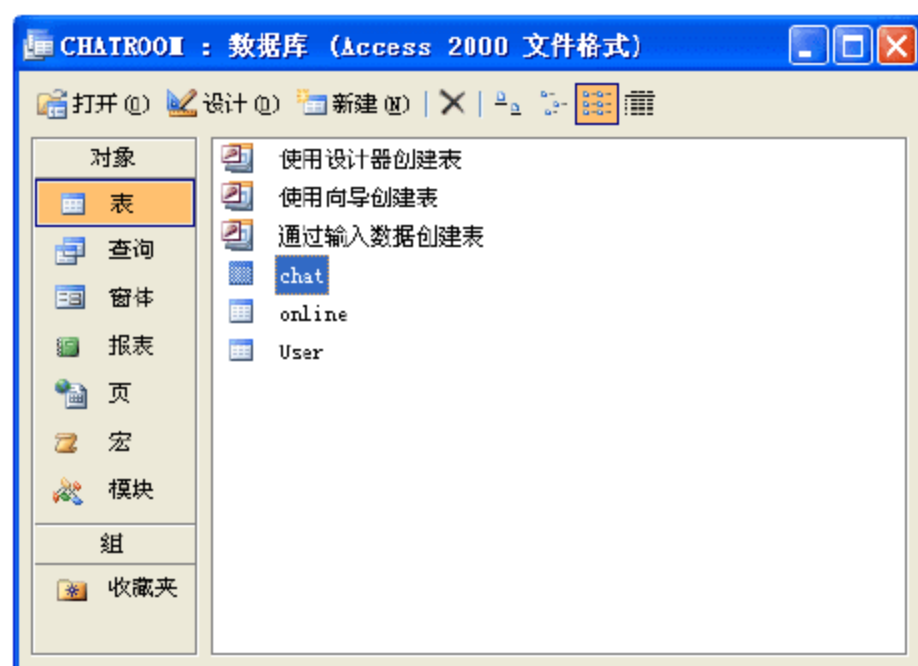 CHATROOM : 数据库 (Access 2000 文件格式)
打开(O) 设计(D) 新建(N)
对象
表
查询
窗体
报表
页
宏
模块
组
收藏夹
使用设计器创建表
使用向导创建表
通过输入数据创建表
chat
online
User